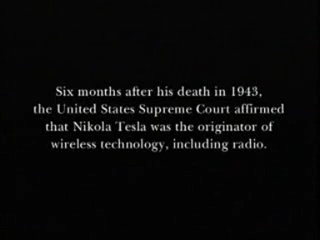 Six months after his death in 1943,
the United States Supreme Court affirmed
that Nikola Tesla was the originator of
wireless technology, including radio.